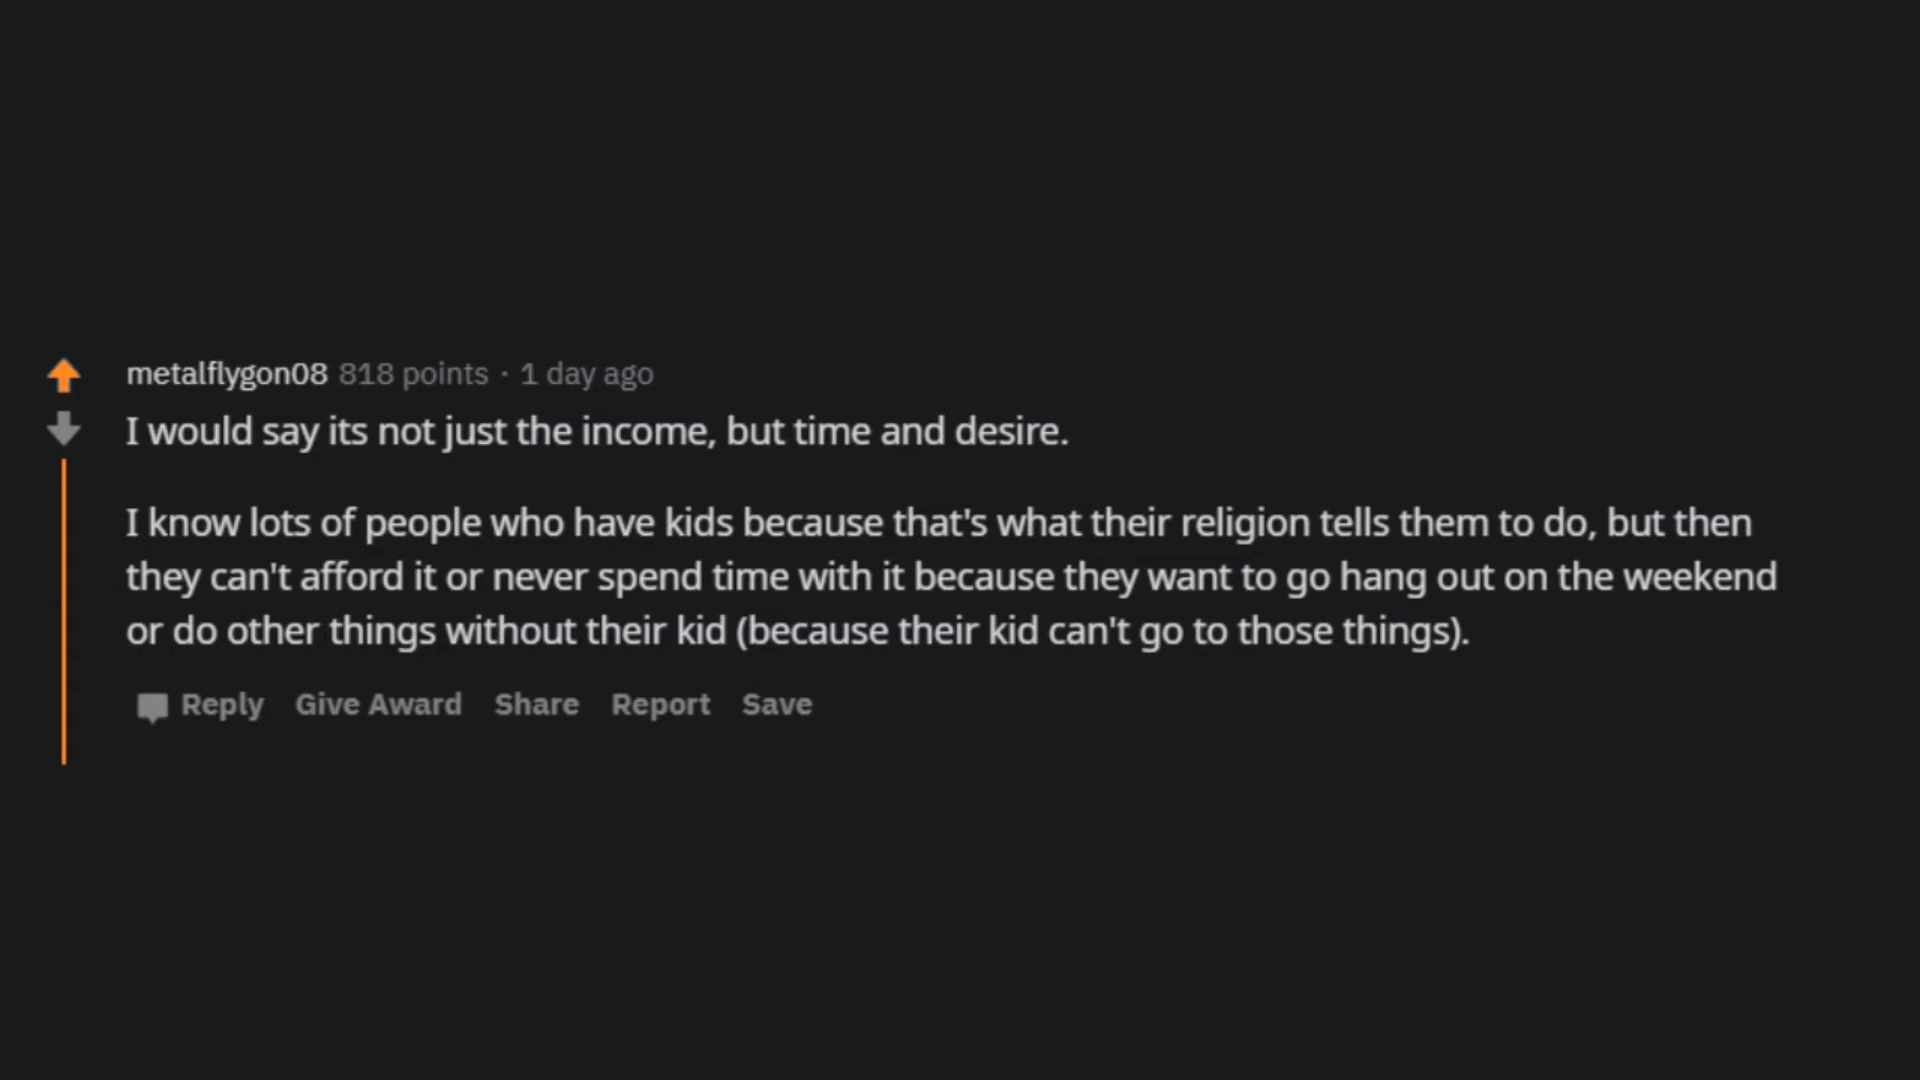 metalflygon08 818 points · 1 day ago
I would say its not just the income, but time and desire.
I know lots of people who have kids because that's what their religion tells them to do, but then
they can't afford it or never spend time with it because they want to go hang out on the weekend
or do other things without their kid (because their kid can't go to those things).
Reply Give Award Share Report Save